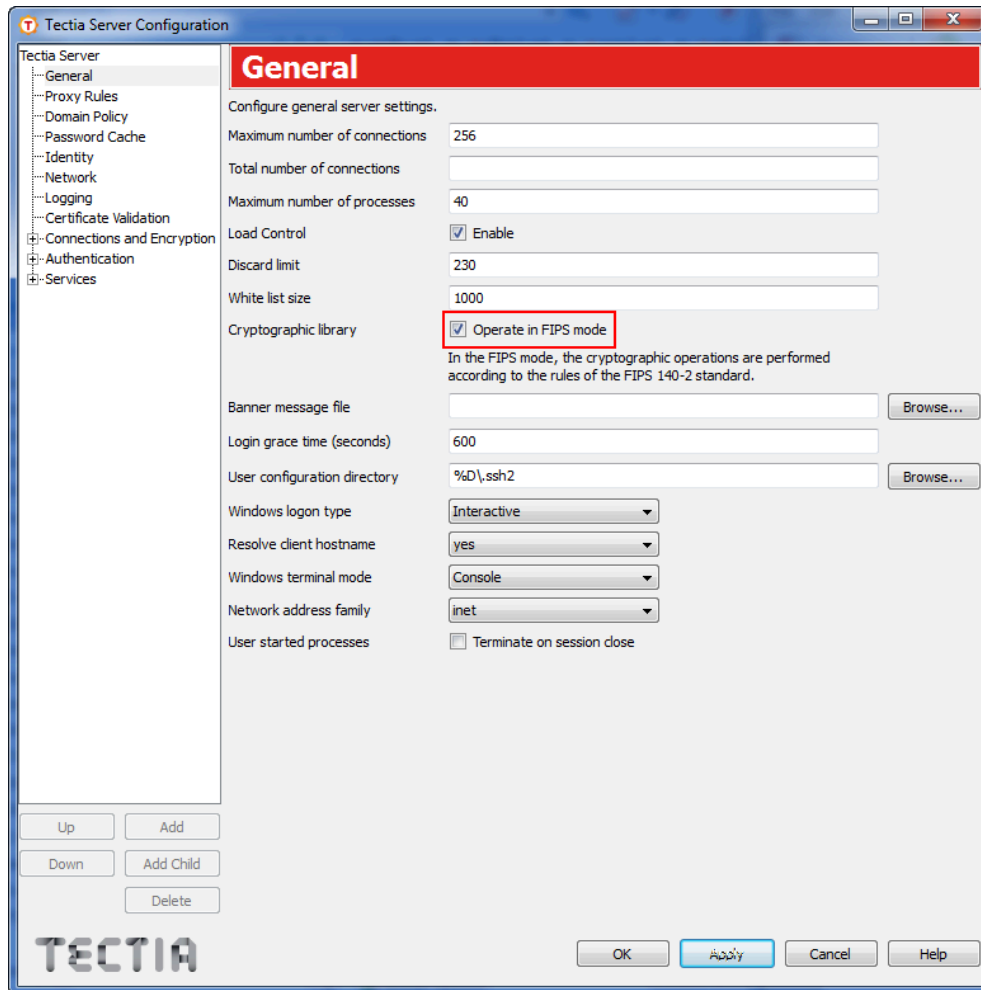 Tectia Server Configuration
Tectia Server
General
Proxy Rules
Domain Policy
Password Cache
Identity
Network
Logging
Certificate Validation
Connections and Encryption
Authentication
Services
General
Configure general server settings.
Maximum number of connections 256
Total number of connections
Maximum number of processes 40
Load Control Enable
Discard limit 230
White list size 1000
Cryptographic library Operate in FIPS mode
In the FIPS mode, the cryptographic operations are performed
according to the rules of the FIPS 140-2 standard.
Banner message file Browse...
Login grace time (seconds) 600
User configuration directory %D\.ssh2 Browse...
Windows logon type Interactive
Resolve client hostname yes
Windows terminal mode Console
Network address family inet
User started processes Terminate on session close
Up Add
Down Add Child
Delete
TECTIA
OK Apply Cancel Help